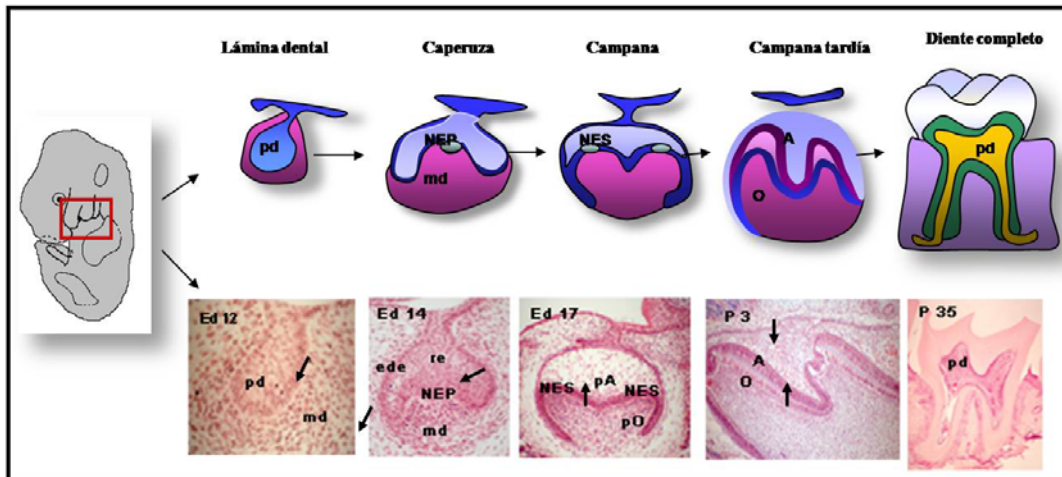 Lámina dental
Caperuza
Campana
Campana tardía
Diente completo
pd
NEP
md
NES
A
O
pd
Ed 12
pd
md
Ed 14
ede
re
NEP
md
Ed 17
pA
NES
NES
pO
P 3
A
O
P 35
pd